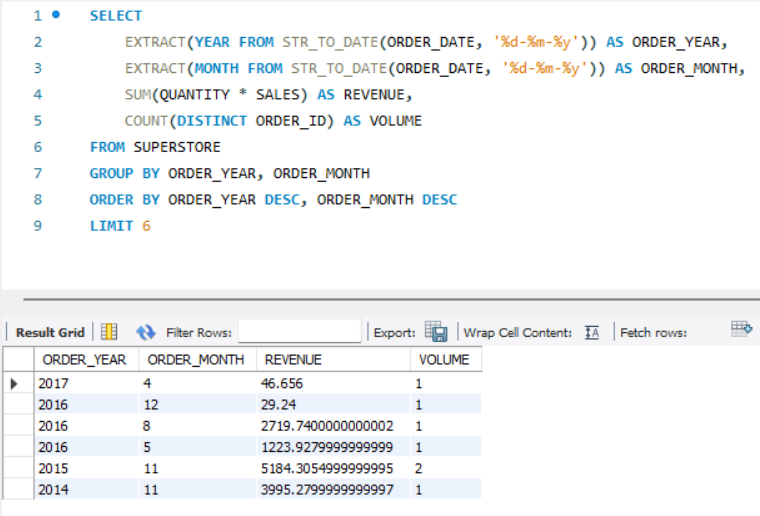 1 SELECT
2 EXTRACT(YEAR FROM STR_TO_DATE(ORDER_DATE, '%d-%m-%y')) AS ORDER_YEAR,
3 EXTRACT(MONTH FROM STR_TO_DATE(ORDER_DATE, '%d-%m-%y')) AS ORDER_MONTH,
4 SUM(QUANTITY * SALES) AS REVENUE,
5 COUNT(DISTINCT ORDER_ID) AS VOLUME
6 FROM SUPERSTORE
7 GROUP BY ORDER_YEAR, ORDER_MONTH
8 ORDER BY ORDER_YEAR DESC, ORDER_MONTH DESC
9 LIMIT 6
Result Grid Filter Rows: Export: Wrap Cell Content: Fetch rows:
ORDER_YEAR ORDER_MONTH REVENUE VOLUME
2017 4 46.656 1
2016 12 29.24 1
2016 8 2719.7400000000002 1
2016 5 1223.9279999999999 1
2015 11 5184.3054999999995 2
2014 11 3995.2799999999997 1